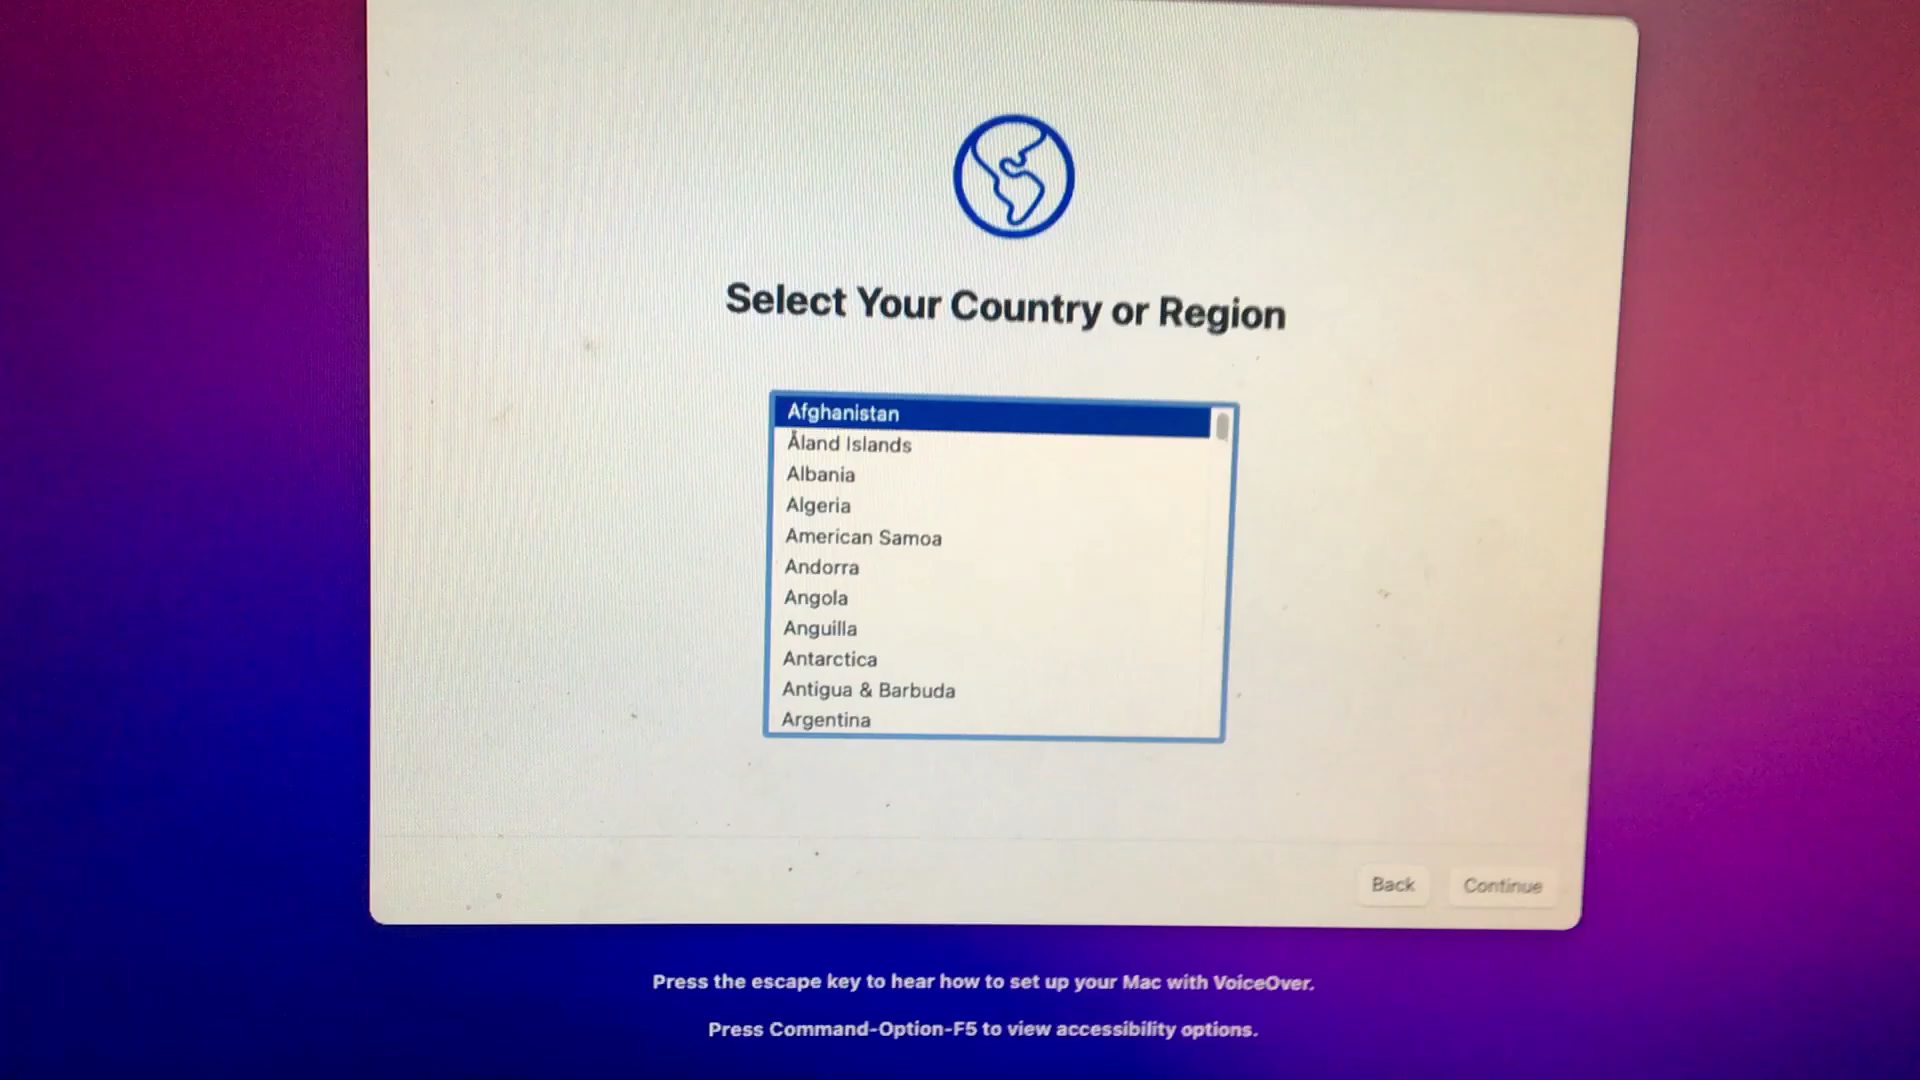 Select Your Country or Region
Afghanistan
Åland Islands
Albania
Algeria
American Samoa
Andorra
Angola
Anguilla
Antarctica
Antigua & Barbuda
Argentina
Back
Continue
Press the escape key to hear how to set up your Mac with VoiceOver.
Press Command-Option-F5 to view accessibility options.